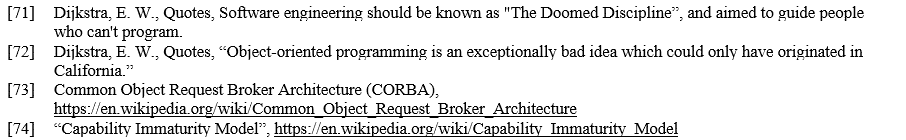 [71] Dijkstra, E. W., Quotes, Software engineering should be known as "The Doomed Discipline”, and aimed to guide people
who can't program.
[72] Dijkstra, E. W., Quotes, “Object-oriented programming is an exceptionally bad idea which could only have originated in
California.”
[73] Common Object Request Broker Architecture (CORBA),
https://en.wikipedia.org/wiki/Common_Object_Request_Broker_Architecture
[74] “Capability Immaturity Model”, https://en.wikipedia.org/wiki/Capability_Immaturity_Model